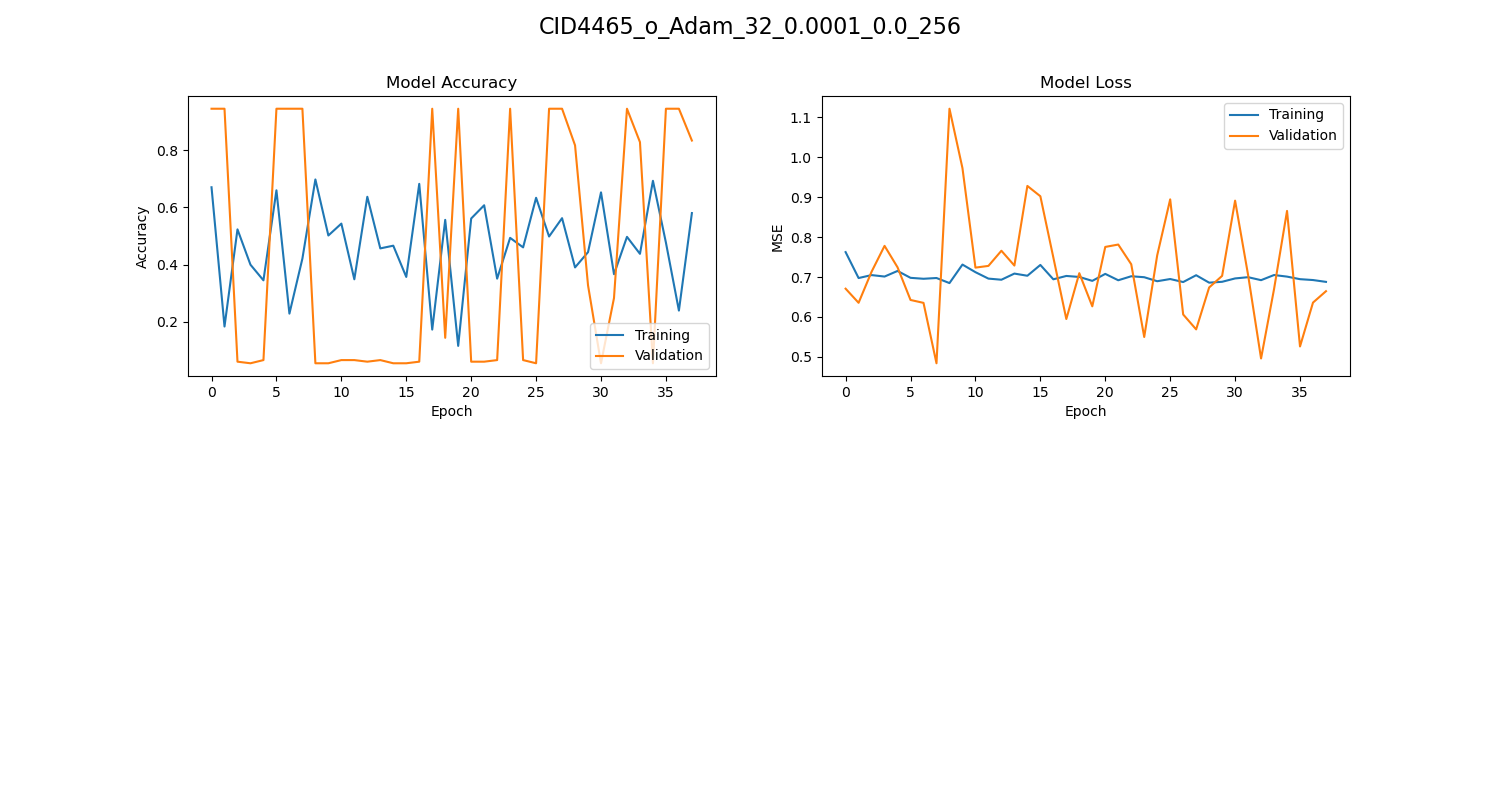 CID4465_o_Adam_32_0.0001_0.0_256
Model Accuracy
Accuracy
0.8
0.6
0.4
0.2
Training
Validation
0 5 10 15 20 25 30 35
Epoch
Model Loss
MSE
1.1
1.0
0.9
0.8
0.7
0.6
0.5
Training
Validation
0 5 10 15 20 25 30 35
Epoch